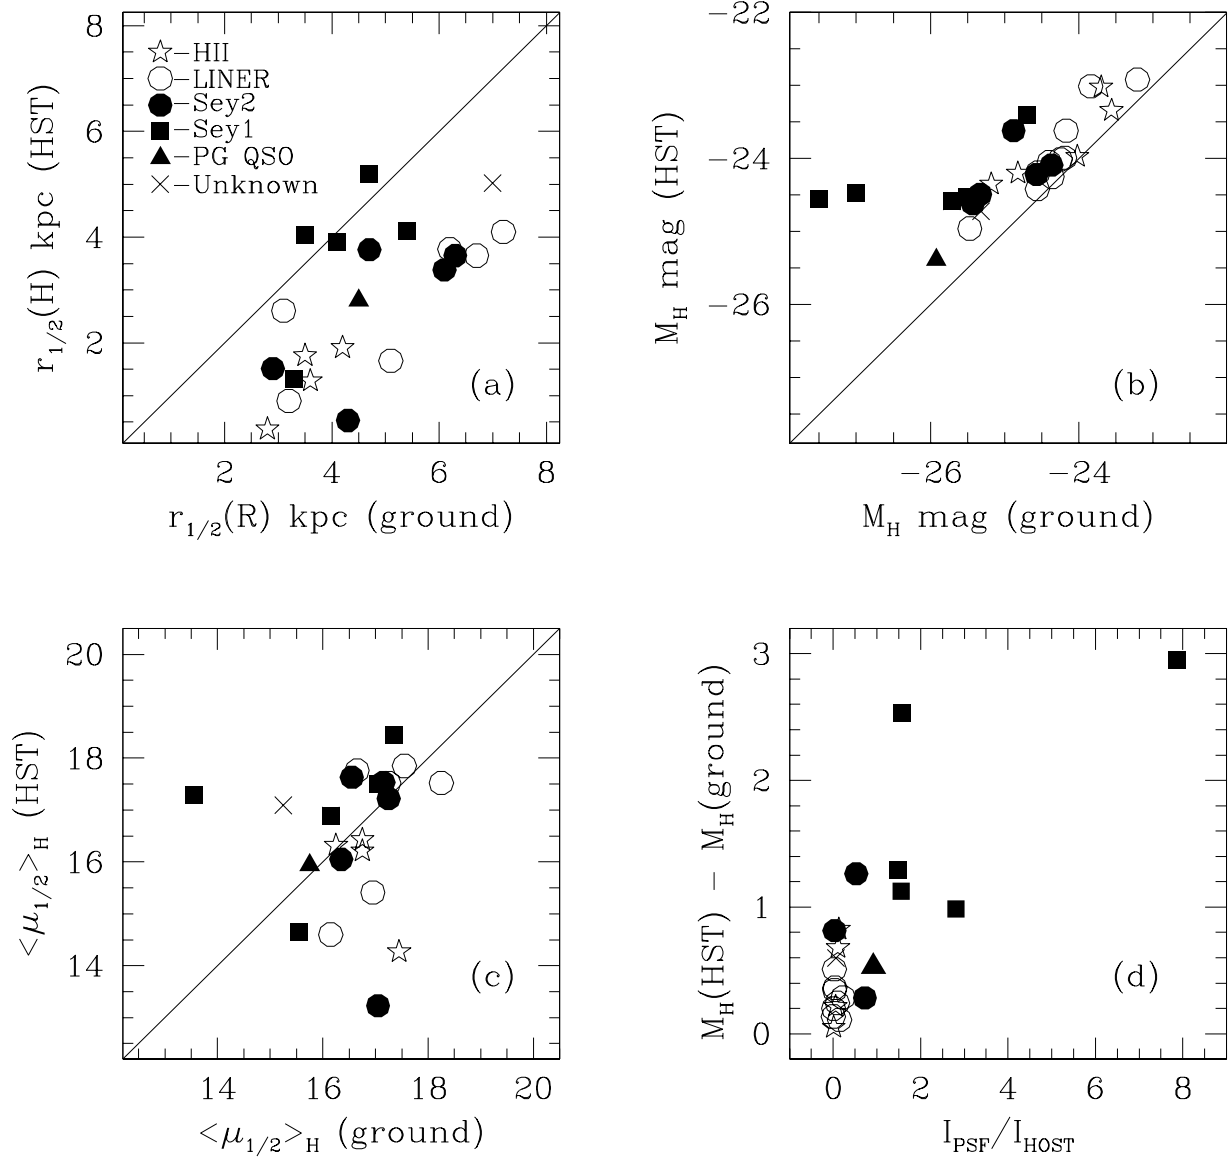 8
6
4
2
r1/2(H) kpc (HST)
☆–HII
○–LINER
●–Sey2
■–Sey1
▲–PG QSO
×–Unknown
(a)
2 4 6 8
r1/2(R) kpc (ground)
−22
−24
−26
MH mag (HST)
(b)
−26 −24
MH mag (ground)
20
18
16
14
<μ1/2>H (HST)
(c)
14 16 18 20
<μ1/2>H (ground)
3
2
1
0
MH(HST) − MH(ground)
(d)
0 2 4 6 8
IPSF/IHOST